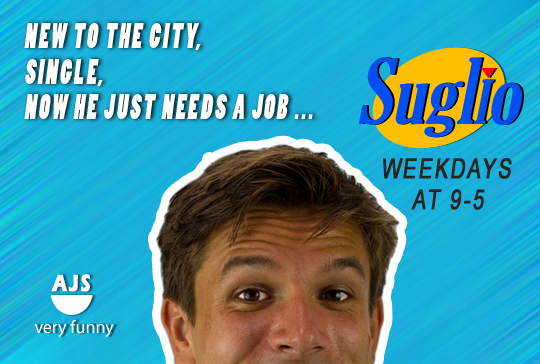 NEW TO THE CITY,
SINGLE,
NOW HE JUST NEEDS A JOB ...
Suglio
WEEKDAYS
AT 9-5
AJS
very funny